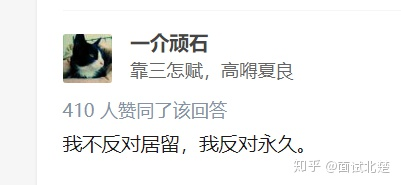 一介顽石
靠三怎赋，高嘚夏良
410 人赞同了该回答
我不反对居留，我反对永久。
知乎 @面试北楚